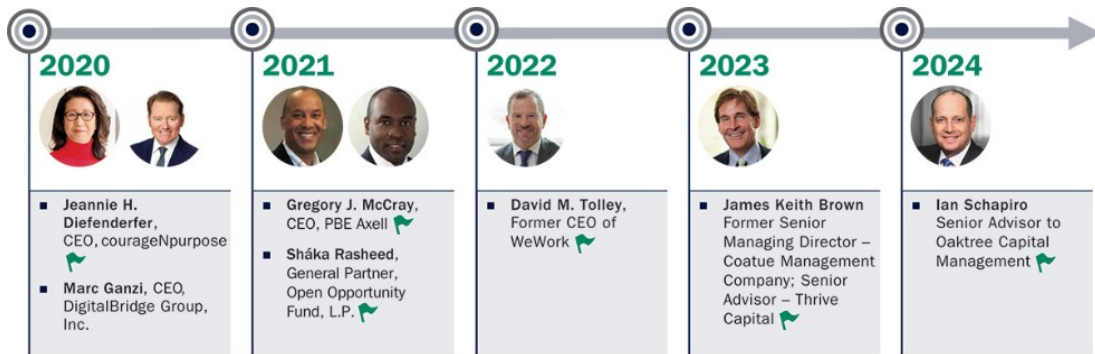 2020
2021
2022
2023
2024
Jeannie H.
Diefenderfer,
CEO, courageNpurpose
Marc Ganzi, CEO,
DigitalBridge Group,
Inc.
Gregory J. McCray,
CEO, PBE Axell
Sháka Rasheed,
General Partner,
Open Opportunity
Fund, L.P.
David M. Tolley,
Former CEO of
WeWork
James Keith Brown
Former Senior
Managing Director –
Coatue Management
Company; Senior
Advisor – Thrive
Capital
Ian Schapiro
Senior Advisor to
Oaktree Capital
Management